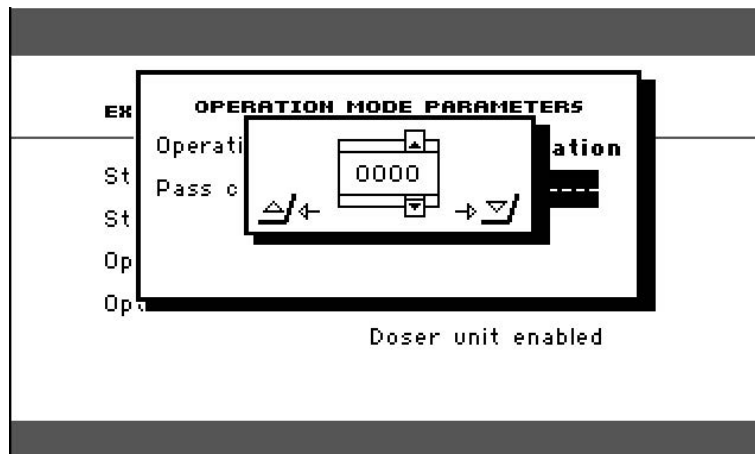 OPERATION MODE PARAMETERS
EX
Operati ation
St
Pass c ----
0000
St
Op
Op
Doser unit enabled